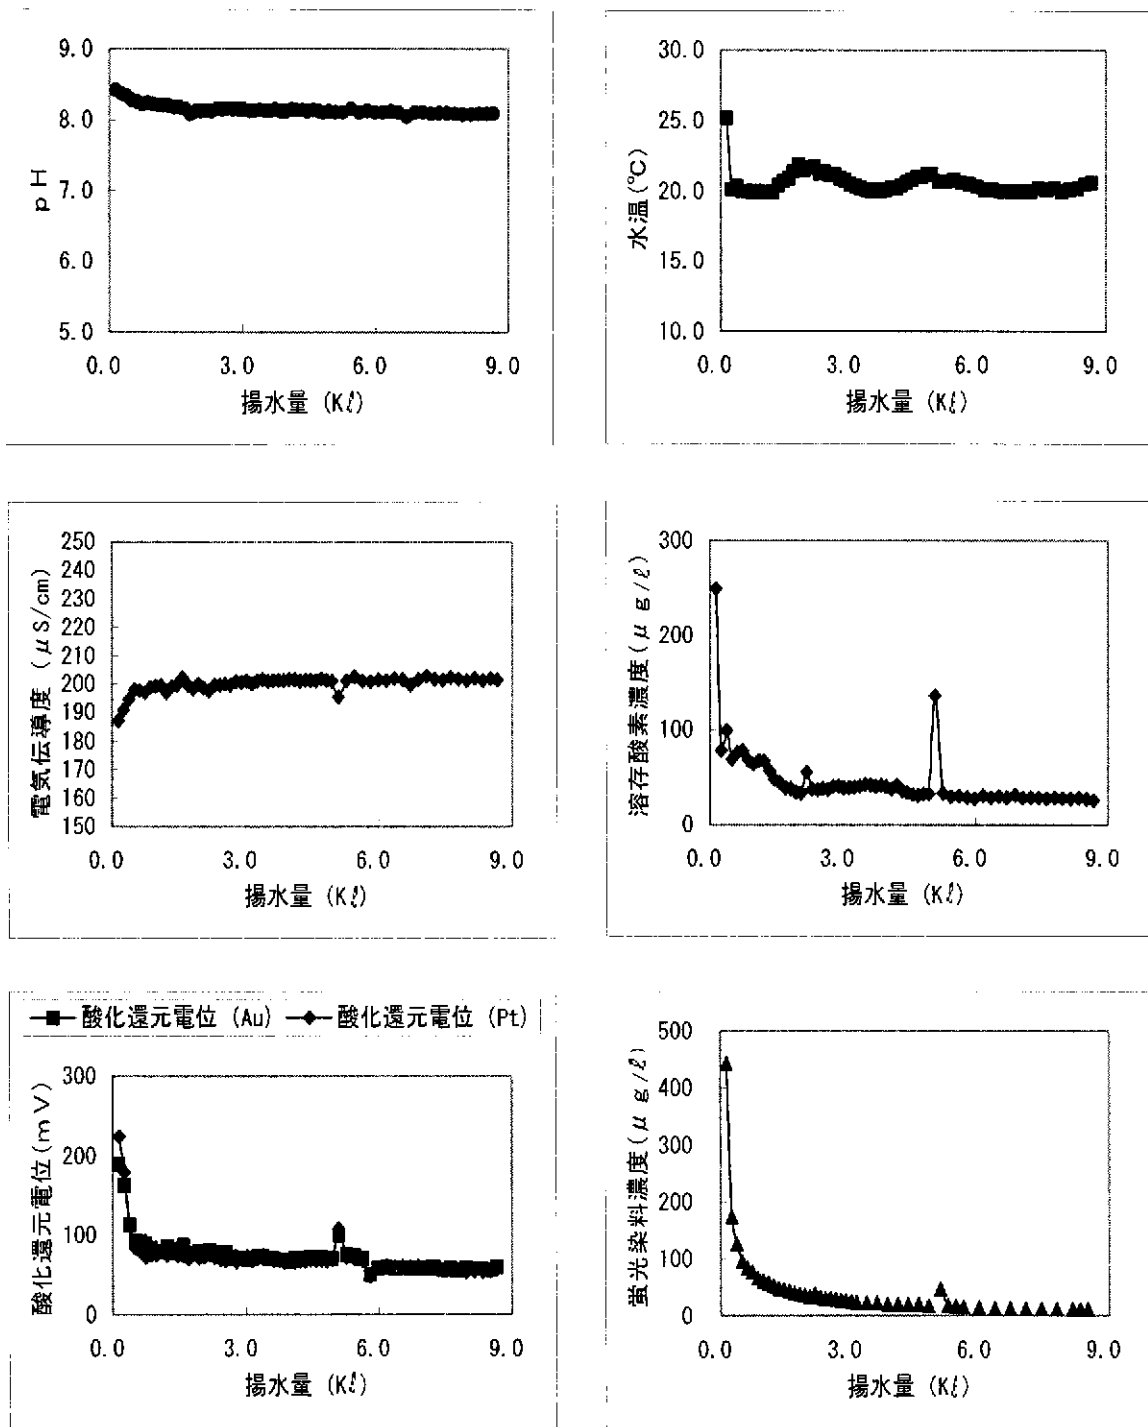 9.0
8.0
7.0
6.0
5.0
pH
0.0 3.0 6.0 9.0
揚水量 (Kℓ)
30.0
25.0
20.0
15.0
10.0
水温(℃)
0.0 3.0 6.0 9.0
揚水量 (Kℓ)
250
240
230
220
210
200
190
180
170
160
150
電気伝導度 (μS/cm)
0.0 3.0 6.0 9.0
揚水量 (Kℓ)
300
200
100
0
溶存酸素濃度(μg/ℓ)
0.0 3.0 6.0 9.0
揚水量 (Kℓ)
酸化還元電位 (Au) 酸化還元電位 (Pt)
300
200
100
0
酸化還元電位(mV)
0.0 3.0 6.0 9.0
揚水量 (Kℓ)
500
400
300
200
100
0
蛍光染料濃度(μg/ℓ)
0.0 3.0 6.0 9.0
揚水量 (Kℓ)